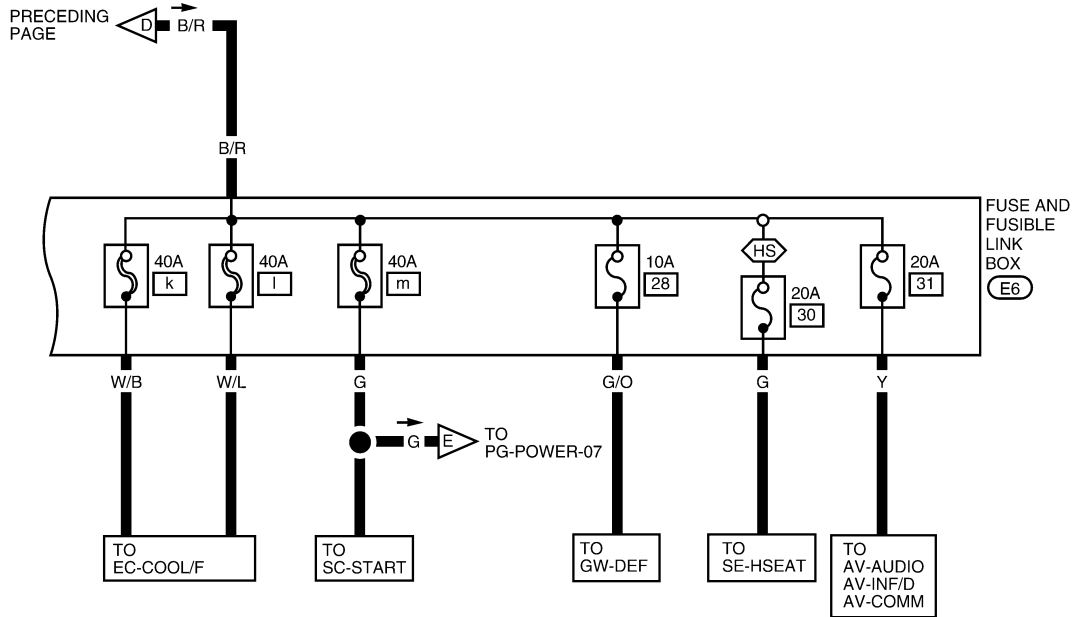 PRECEDING
PAGE
D
B/R
B/R
FUSE AND
FUSIBLE
LINK
BOX
E6
40A
k
40A
l
40A
m
10A
28
HS
20A
30
20A
31
W/B
W/L
G
G/O
G
Y
G
E
TO
PG-POWER-07
TO
EC-COOL/F
TO
SC-START
TO
GW-DEF
TO
SE-HSEAT
TO
AV-AUDIO
AV-INF/D
AV-COMM